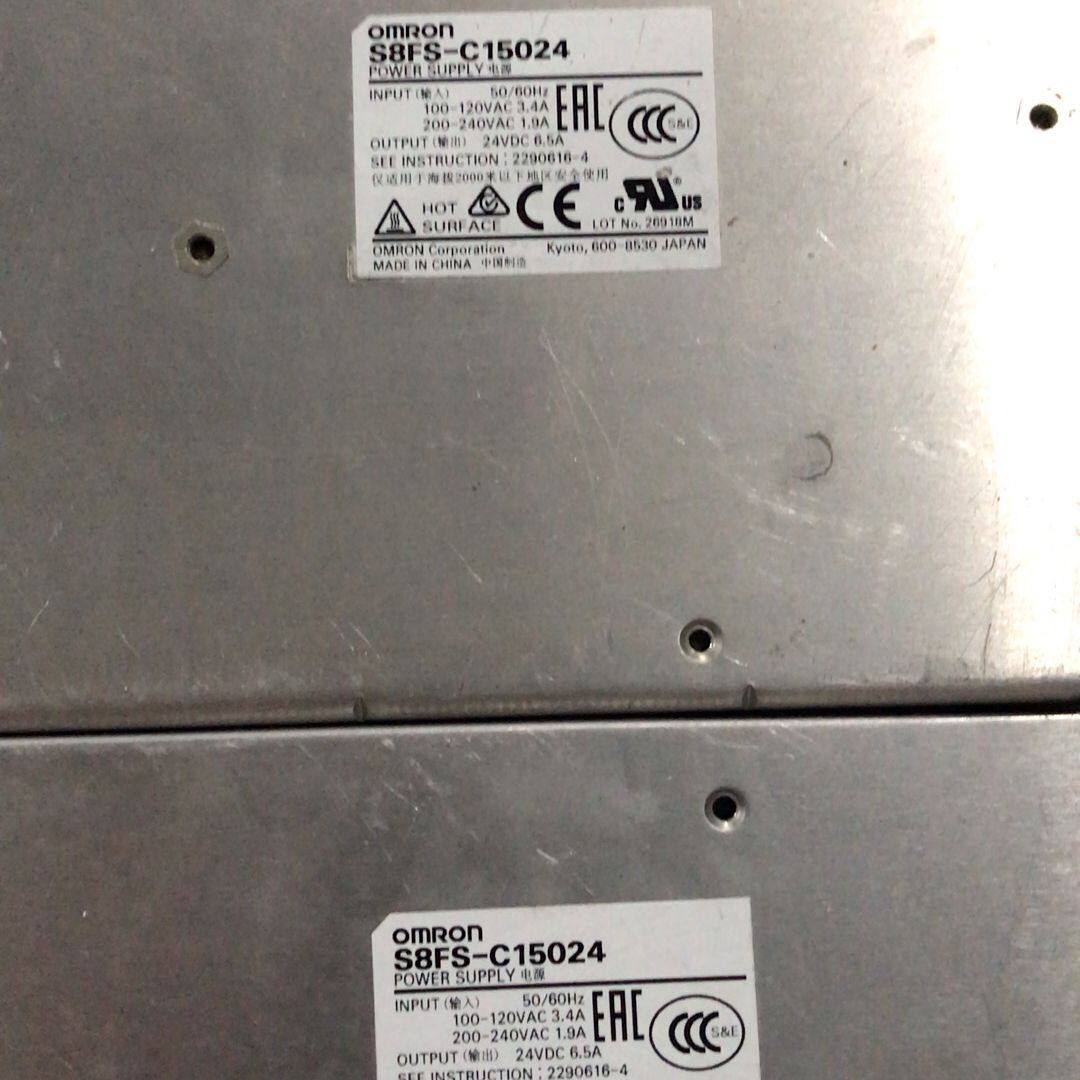 OMRON
S8FS-C15024
POWER SUPPLY 电源
INPUT (输入) 50/60Hz
100-120VAC 3.4A
200-240VAC 1.9A
EAC
CCC S&E
OUTPUT (输出) 24VDC 6.5A
SEE INSTRUCTION : 2290616-4
仅适用于海拔2000米以下地区安全使用
HOT
SURFACE
CE
c RU ® US
LOT No. 26918M
OMRON Corporation Kyoto, 600-8530 JAPAN
MADE IN CHINA 中国制造
OMRON
S8FS-C15024
POWER SUPPLY 电源
INPUT (输入) 50/60Hz
100-120VAC 3.4A
200-240VAC 1.9A
EAC
CCC S&E
OUTPUT (输出) 24VDC 6.5A
SEE INSTRUCTION : 2290616-4